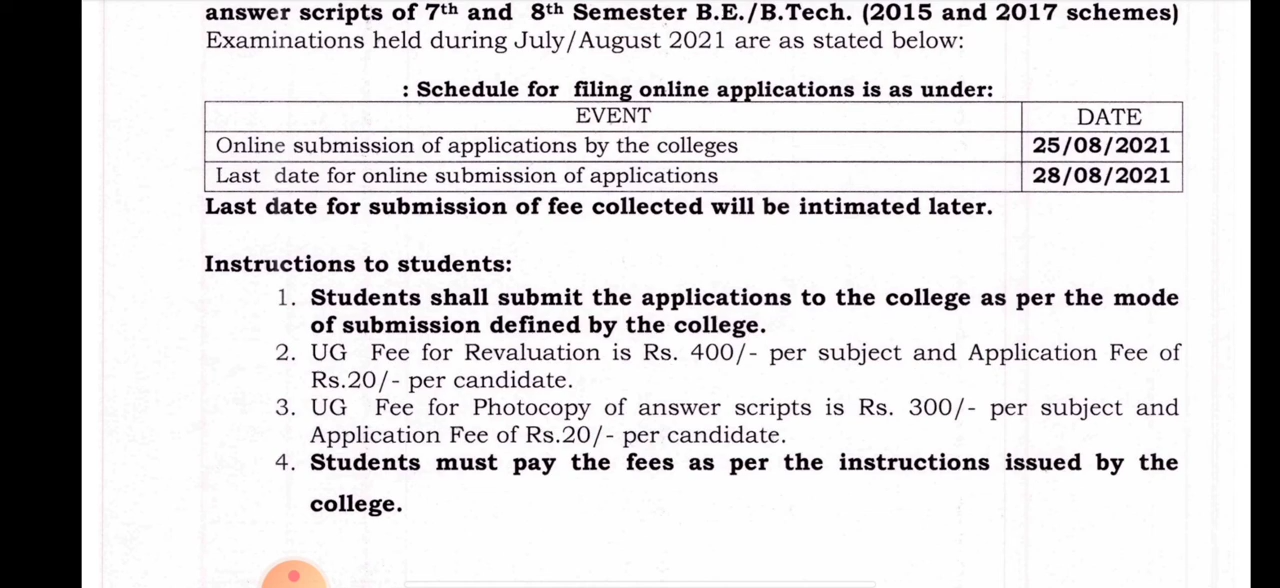 answer scripts of 7th and 8th Semester B.E./B.Tech. (2015 and 2017 schemes)
Examinations held during July/August 2021 are as stated below:
: Schedule for filing online applications is as under:
EVENT DATE
Online submission of applications by the colleges 25/08/2021
Last date for online submission of applications 28/08/2021
Last date for submission of fee collected will be intimated later.
Instructions to students:
1. Students shall submit the applications to the college as per the mode
of submission defined by the college.
2. UG Fee for Revaluation is Rs. 400/- per subject and Application Fee of
Rs.20/- per candidate.
3. UG Fee for Photocopy of answer scripts is Rs. 300/- per subject and
Application Fee of Rs.20/- per candidate.
4. Students must pay the fees as per the instructions issued by the
college.